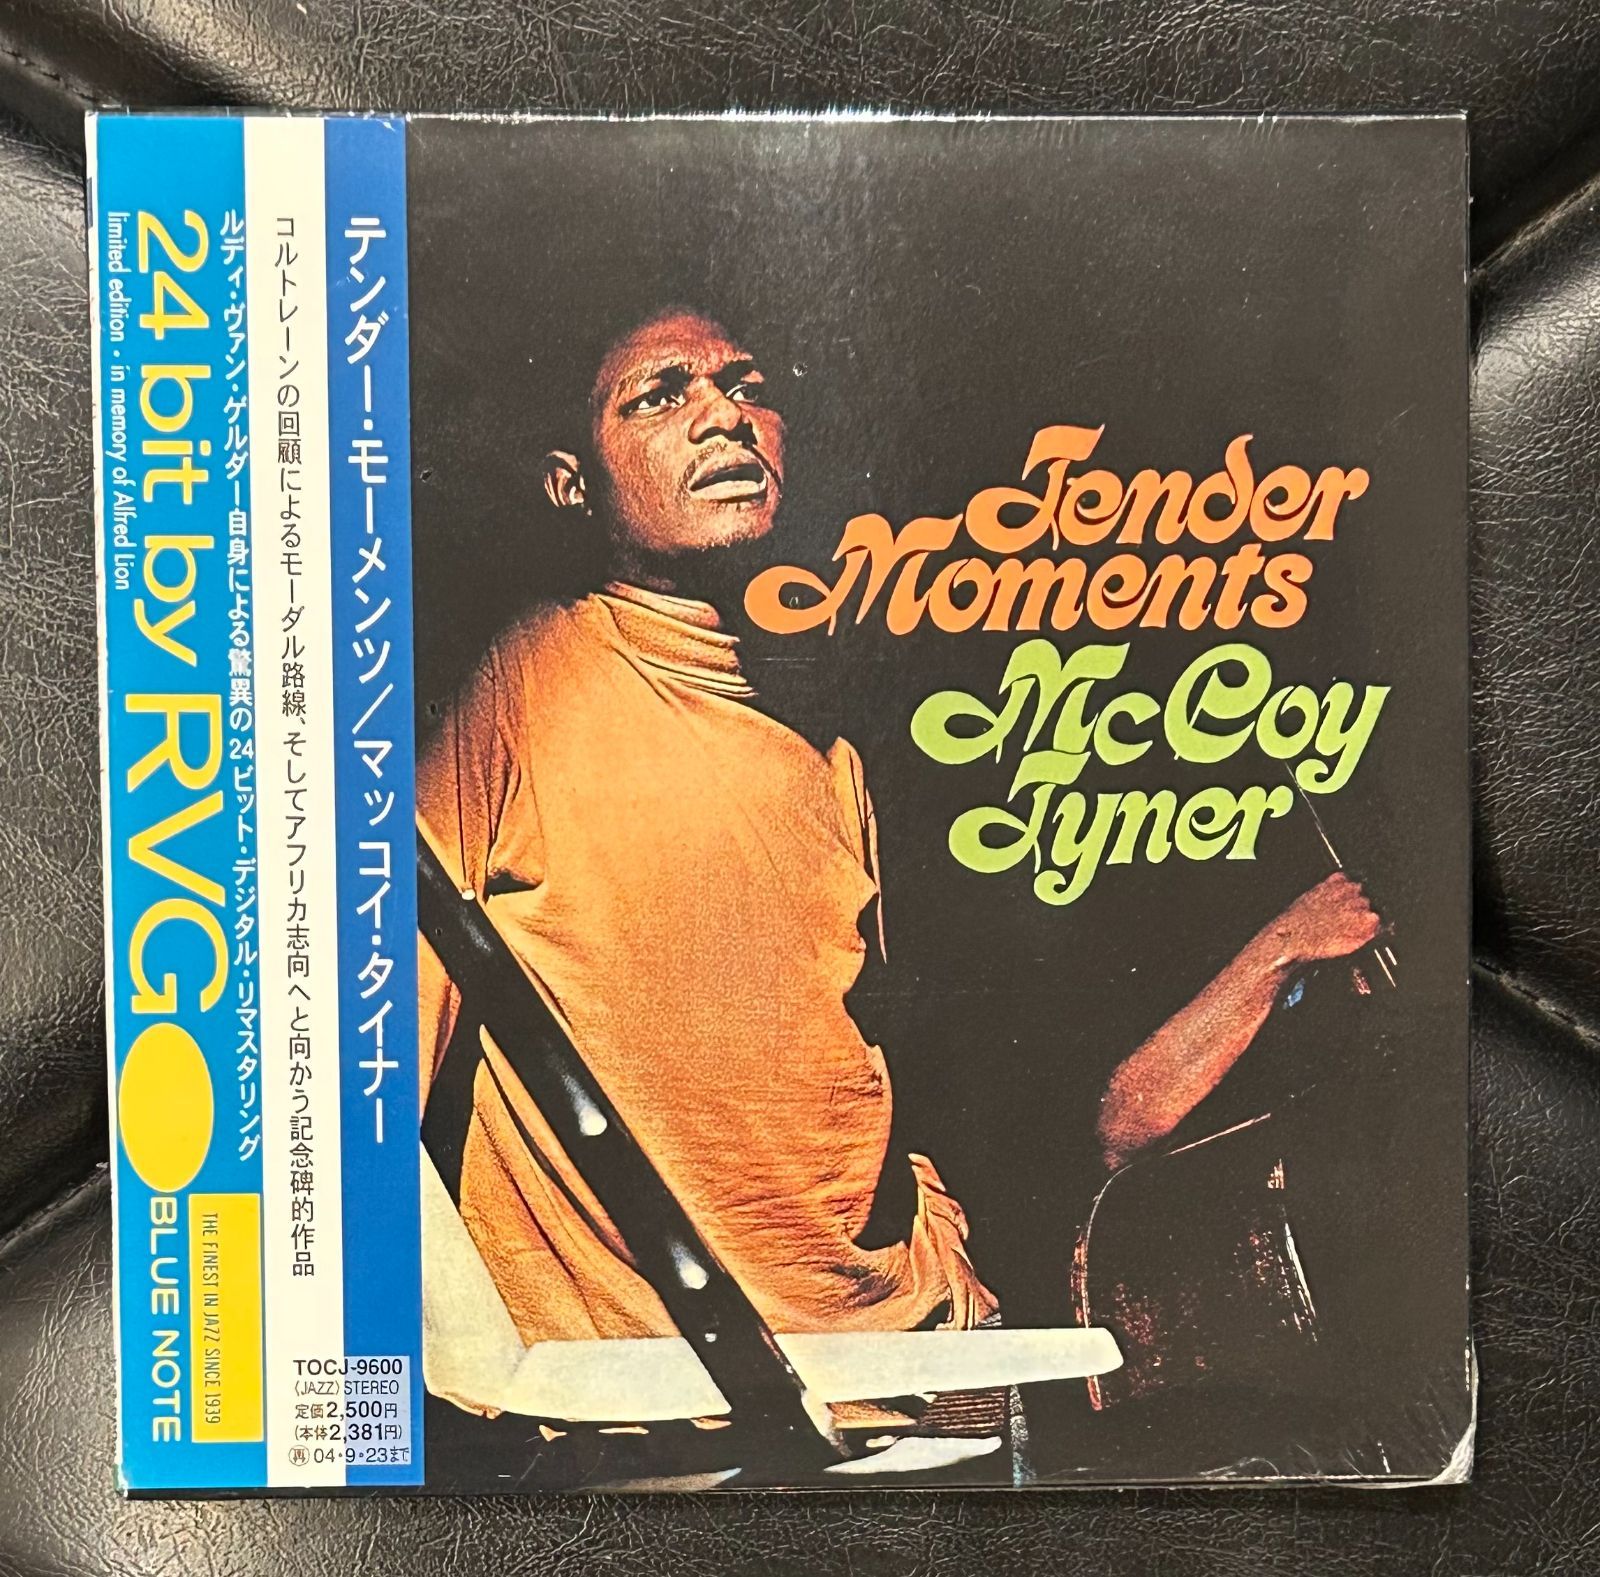 テンダー・モーメンツ／マッコイ・タイナー
コルトレーンの回顧によるモーダル路線、そしてアフリカ志向へと向かう記念碑的作品
ルディ・ヴァン・ゲルダー自身による驚異の24ビット・デジタル・リマスタリング
24 bit by RVG
limited edition・in memory of Alfred Lion
BLUE NOTE
THE FINEST IN JAZZ SINCE 1939
TOCJ-9600
〈JAZZ〉STEREO
定価2,500円
(本体2,381円)
再 04・9・23まで
Tender
Moments
McCoy
Tyner